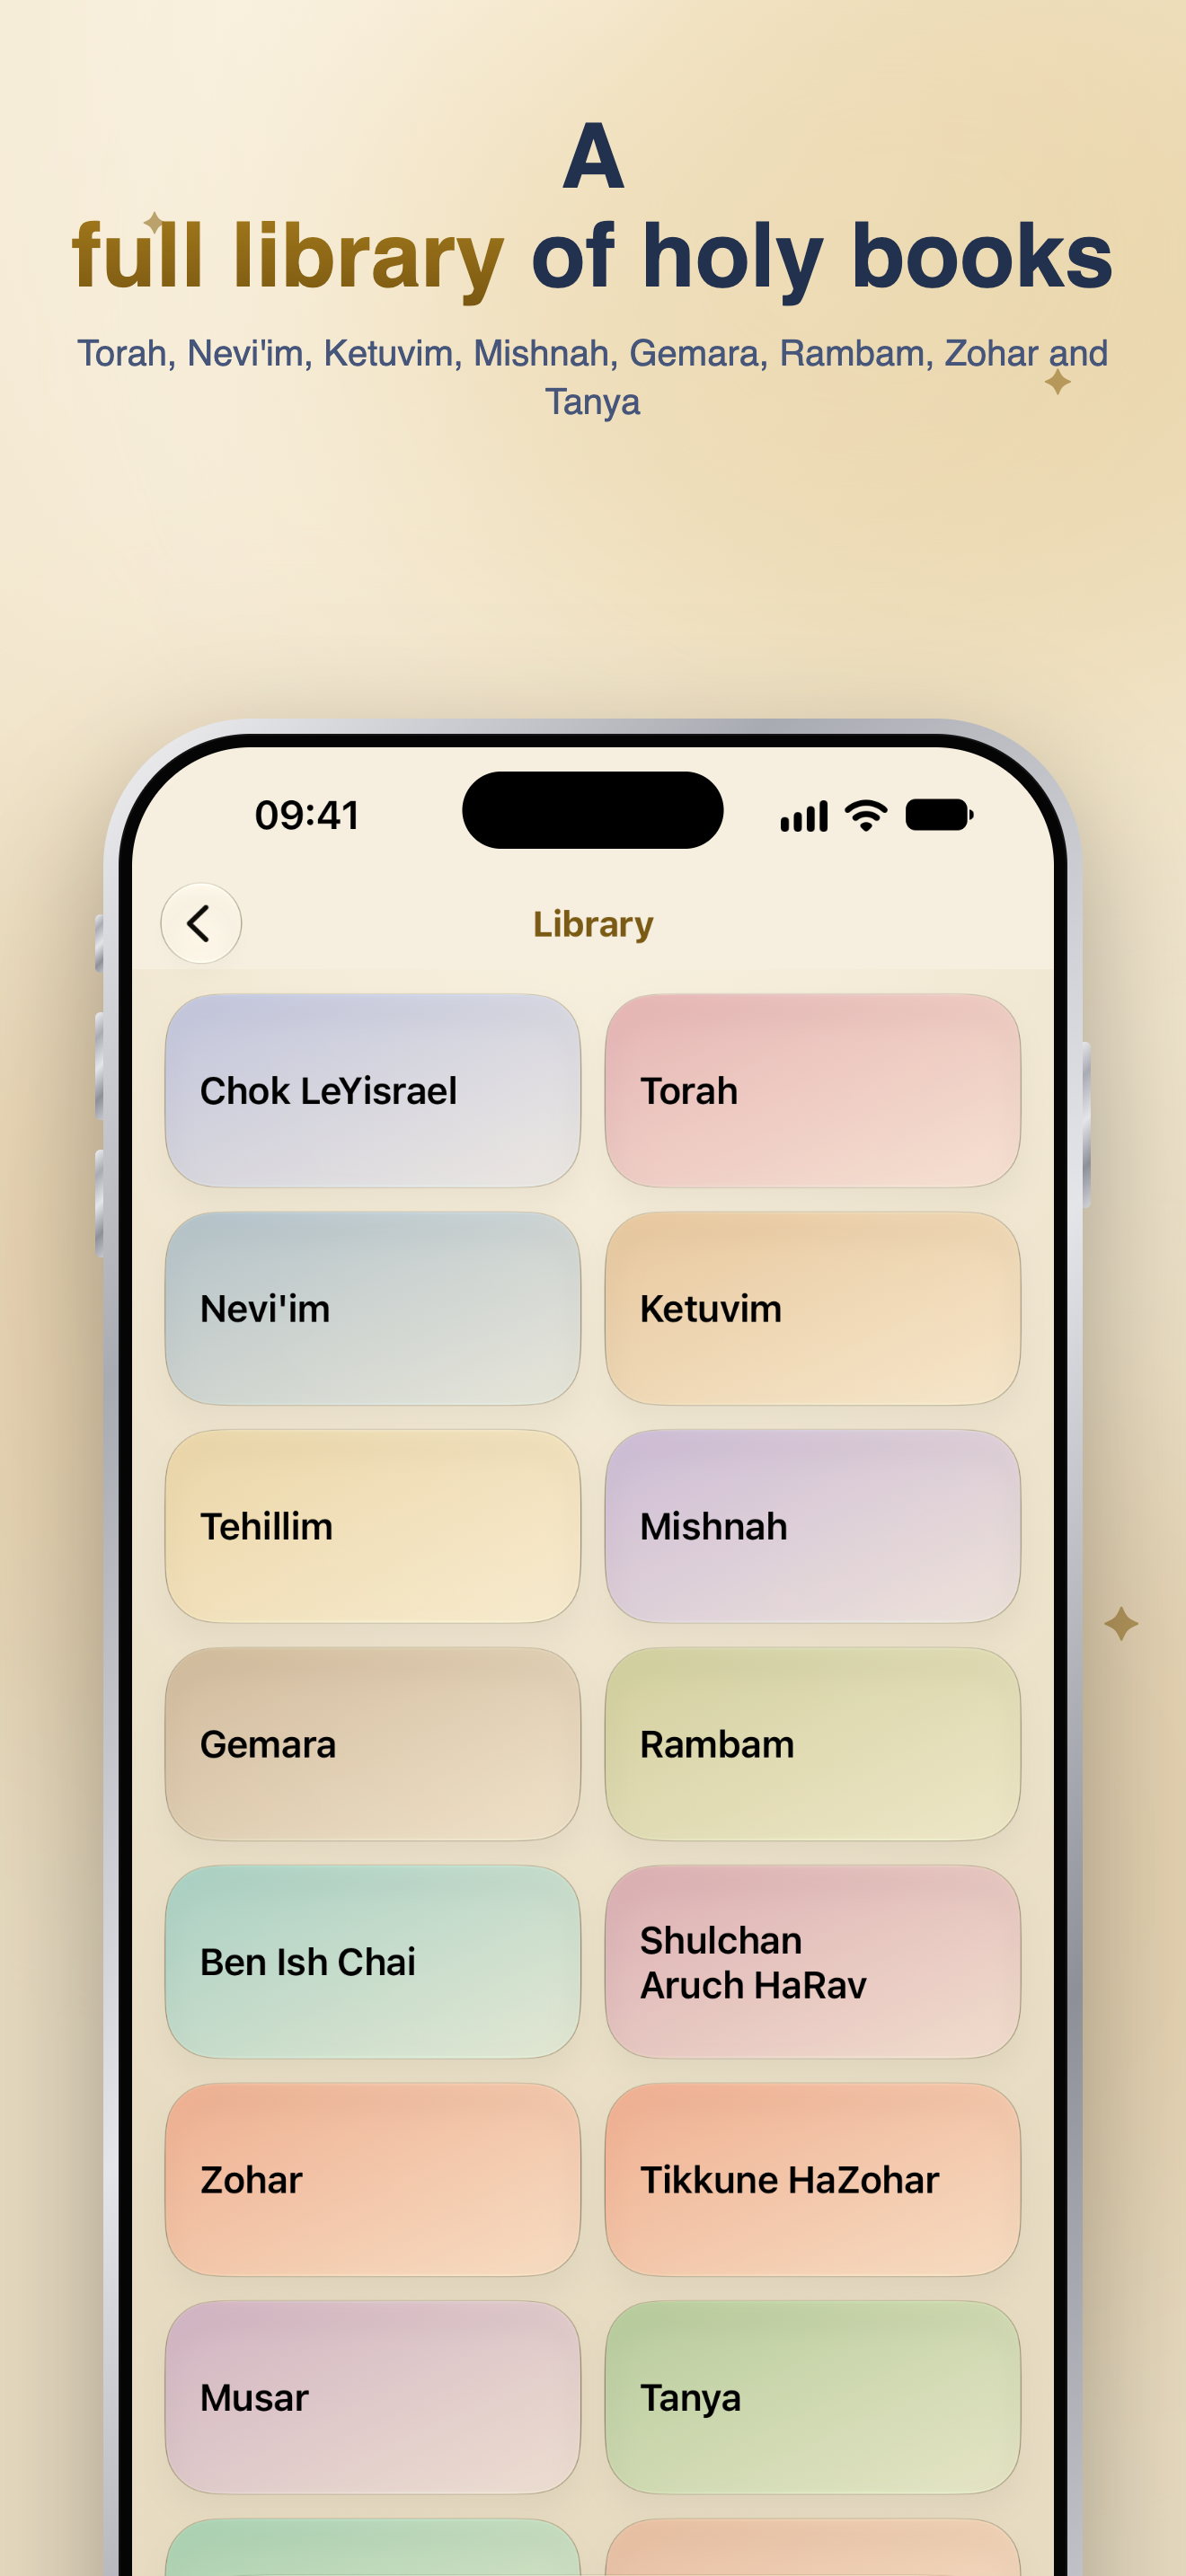 A
full library of holy books
Torah, Nevi'im, Ketuvim, Mishnah, Gemara, Rambam, Zohar and
Tanya
09:41
Library
Chok LeYisrael
Torah
Nevi'im
Ketuvim
Tehillim
Mishnah
Gemara
Rambam
Ben Ish Chai
Shulchan
Aruch HaRav
Zohar
Tikkune HaZohar
Musar
Tanya